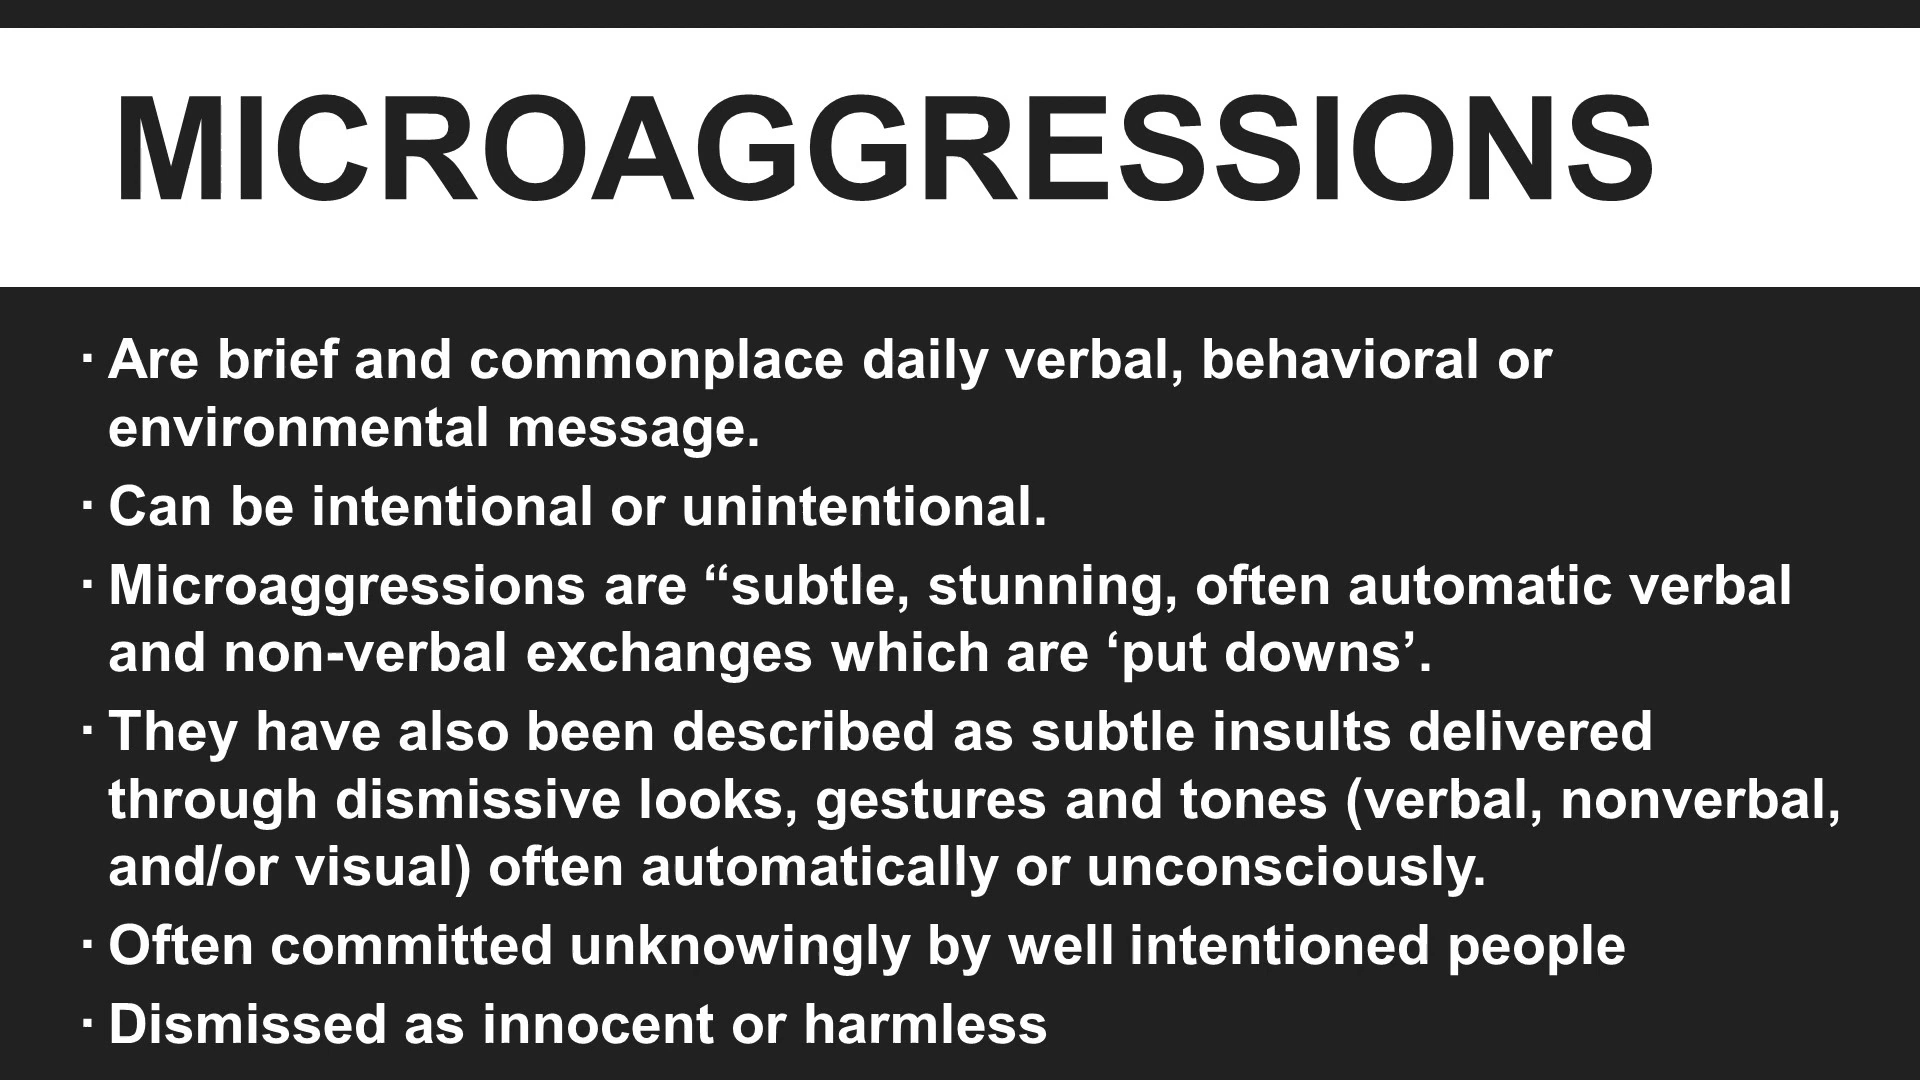 MICROAGGRESSIONS
▪ Are brief and commonplace daily verbal, behavioral or
environmental message.
▪ Can be intentional or unintentional.
▪ Microaggressions are “subtle, stunning, often automatic verbal
and non-verbal exchanges which are ‘put downs’.
▪ They have also been described as subtle insults delivered
through dismissive looks, gestures and tones (verbal, nonverbal,
and/or visual) often automatically or unconsciously.
▪ Often committed unknowingly by well intentioned people
▪ Dismissed as innocent or harmless